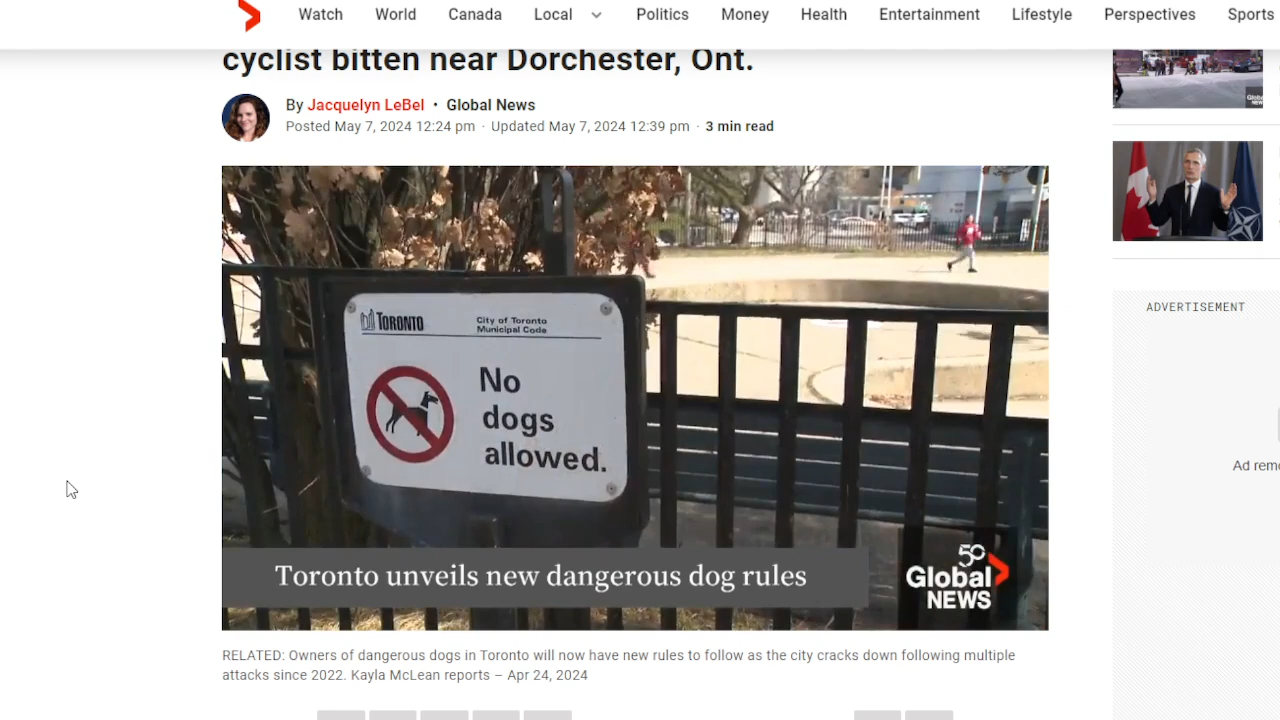 Watch World Canada Local Politics Money Health Entertainment Lifestyle Perspectives Sports
cyclist bitten near Dorchester, Ont.
By Jacquelyn LeBel • Global News
Posted May 7, 2024 12:24 pm · Updated May 7, 2024 12:39 pm · 3 min read
TORONTO
City of Toronto
Municipal Code
No
dogs
allowed.
Toronto unveils new dangerous dog rules
50
Global
NEWS
RELATED: Owners of dangerous dogs in Toronto will now have new rules to follow as the city cracks down following multiple
attacks since 2022. Kayla McLean reports – Apr 24, 2024
ADVERTISEMENT